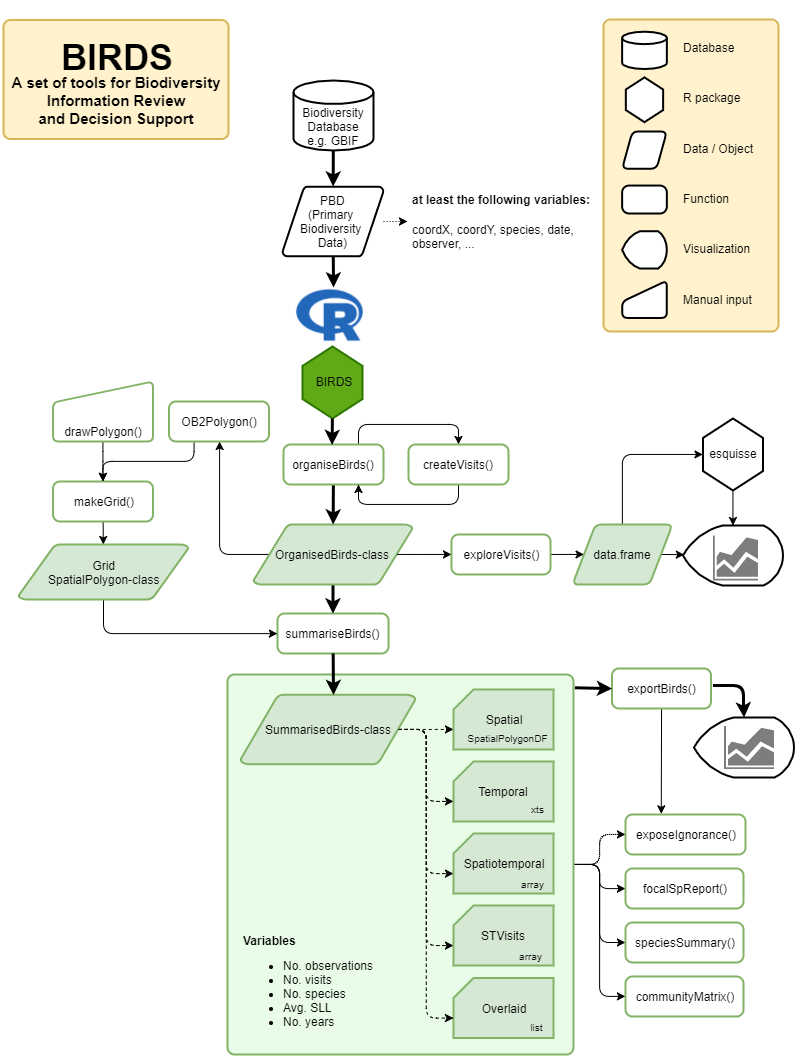 BIRDS
A set of tools for Biodiversity
Information Review
and Decision Support
Database
R package
Data / Object
Function
Visualization
Manual input
Biodiversity
Database
e.g. GBIF
PBD
(Primary
Biodiversity
Data)
at least the following variables:
coordX, coordY, species, date,
observer, ...
R
BIRDS
drawPolygon()
OB2Polygon()
organiseBirds()
createVisits()
esquisse
makeGrid()
Grid
SpatialPolygon-class
OrganisedBirds-class
exploreVisits()
data.frame
summariseBirds()
SummarisedBirds-class
Spatial
SpatialPolygonDF
Temporal
xts
Spatiotemporal
array
STVisits
array
Overlaid
list
Variables
• No. observations
• No. visits
• No. species
• Avg. SLL
• No. years
exportBirds()
exposeIgnorance()
focalSpReport()
speciesSummary()
communityMatrix()